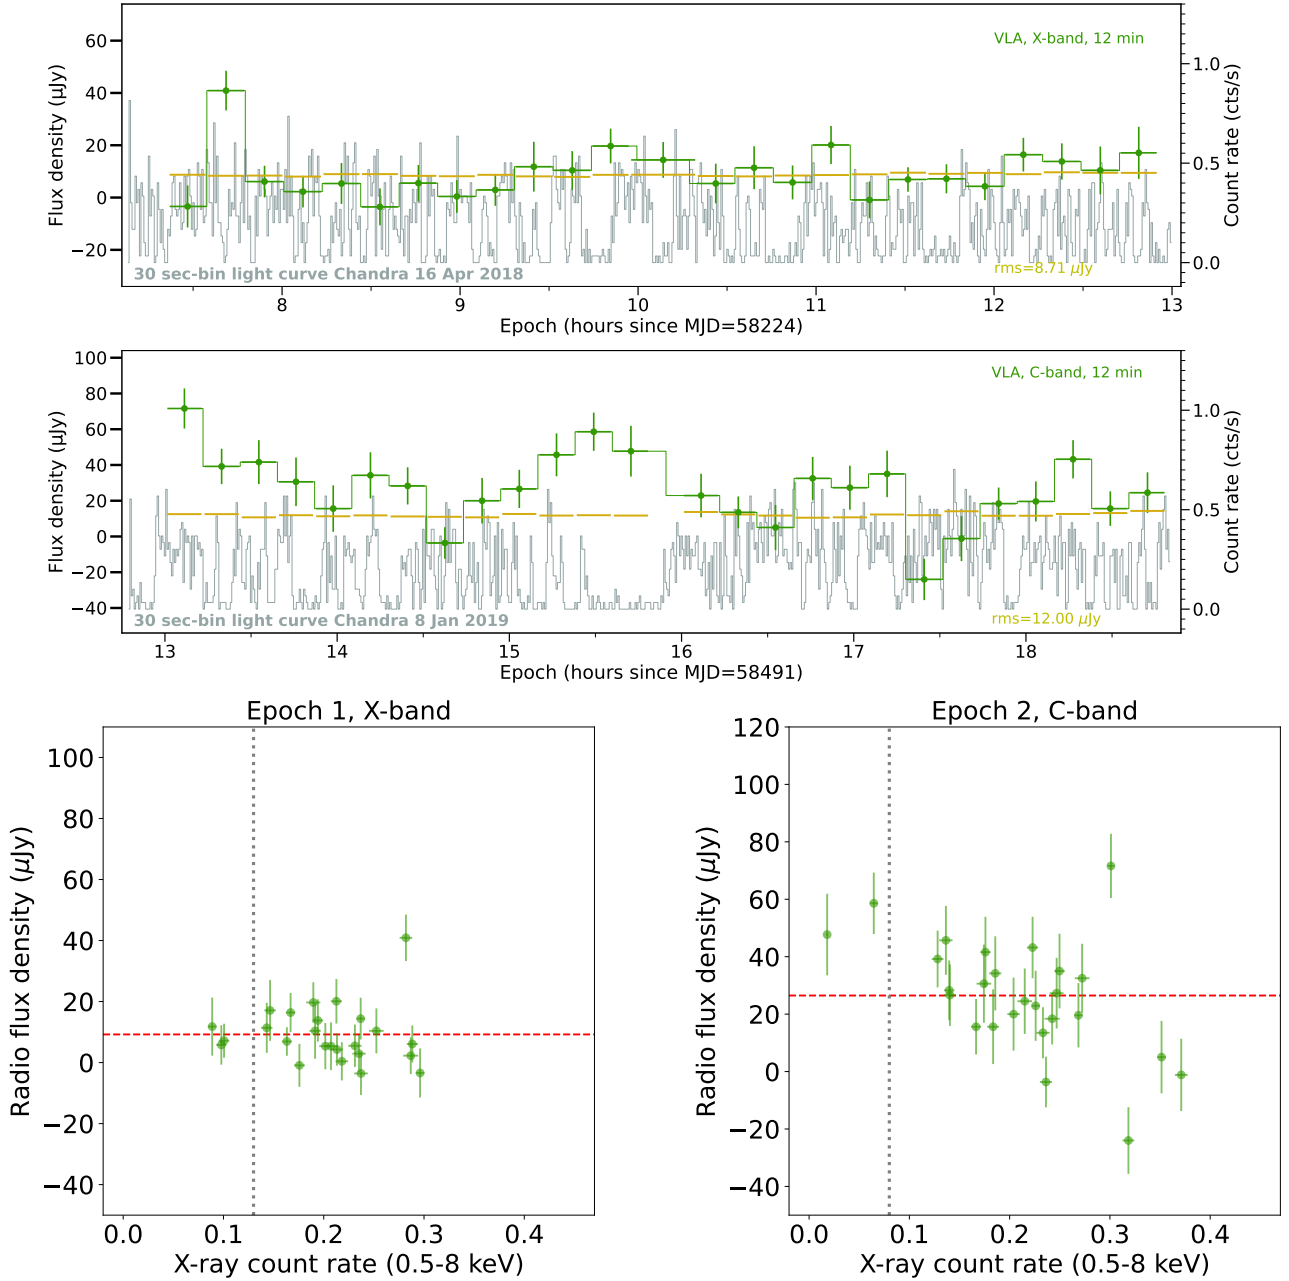 VLA, X-band, 12 min
60
40
20
0
−20
Flux density (μJy)
1.0
0.5
0.0
Count rate (cts/s)
30 sec-bin light curve Chandra 16 Apr 2018
rms=8.71 μJy
8 9 10 11 12 13
Epoch (hours since MJD=58224)
VLA, C-band, 12 min
100
80
60
40
20
0
−20
−40
Flux density (μJy)
1.0
0.5
0.0
Count rate (cts/s)
30 sec-bin light curve Chandra 8 Jan 2019
rms=12.00 μJy
13 14 15 16 17 18
Epoch (hours since MJD=58491)
Epoch 1, X-band
100
80
60
40
20
0
−20
−40
Radio flux density (μJy)
0.0 0.1 0.2 0.3 0.4
X-ray count rate (0.5-8 keV)
Epoch 2, C-band
120
100
80
60
40
20
0
−20
−40
Radio flux density (μJy)
0.0 0.1 0.2 0.3 0.4
X-ray count rate (0.5-8 keV)